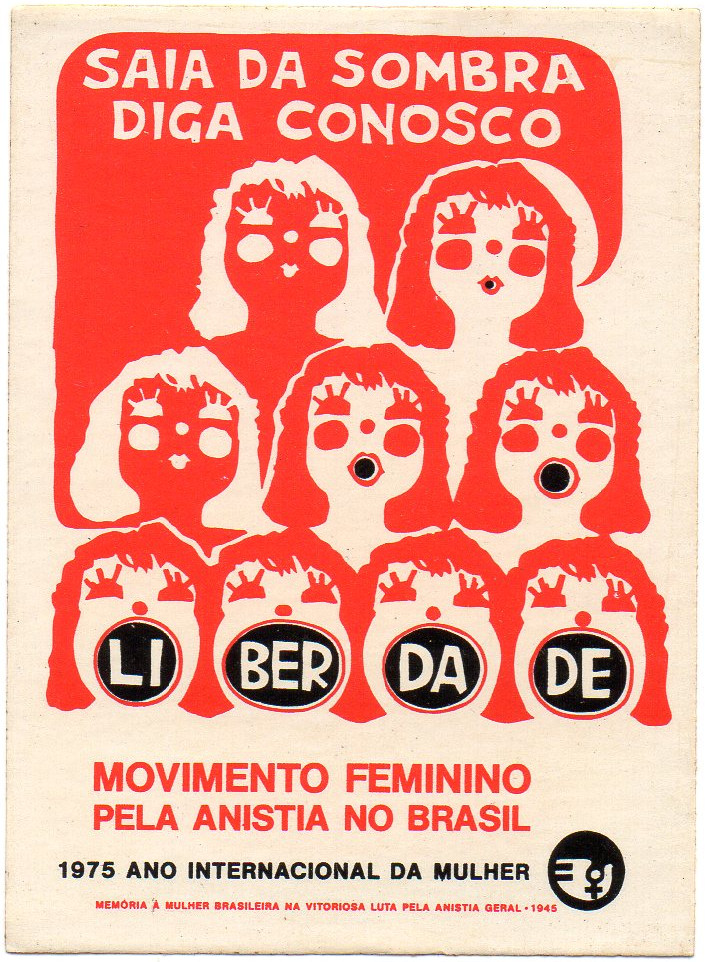 SAIA DA SOMBRA
DIGA CONOSCO
LI BER DA DE
MOVIMENTO FEMININO
PELA ANISTIA NO BRASIL
1975 ANO INTERNACIONAL DA MULHER
MEMÓRIA À MULHER BRASILEIRA NA VITORIOSA LUTA PELA ANISTIA GERAL • 1945